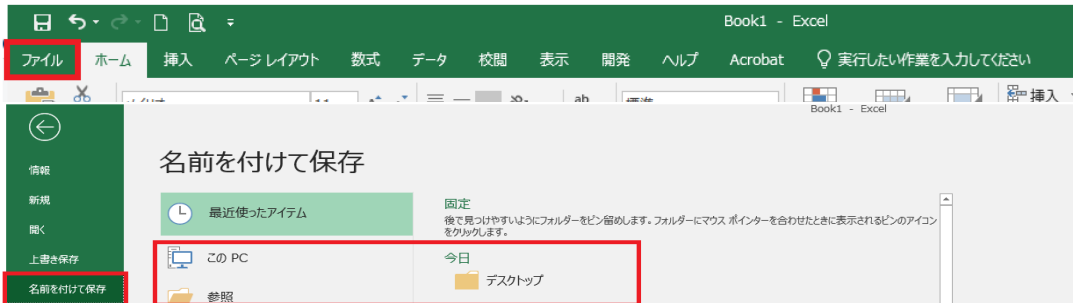 Book1 - Excel
ファイル ホーム 挿入 ページ レイアウト 数式 データ 校閲 表示 開発 ヘルプ Acrobat 実行したい作業を入力してください
挿入
Book1 - Excel
名前を付けて保存
情報
新規
開く
上書き保存
名前を付けて保存
最近使ったアイテム
この PC
参照
固定
後で見つけやすいようにフォルダーをピン留めします。フォルダーにマウス ポインターを合わせたときに表示されるピンのアイコン
をクリックします。
今日
デスクトップ